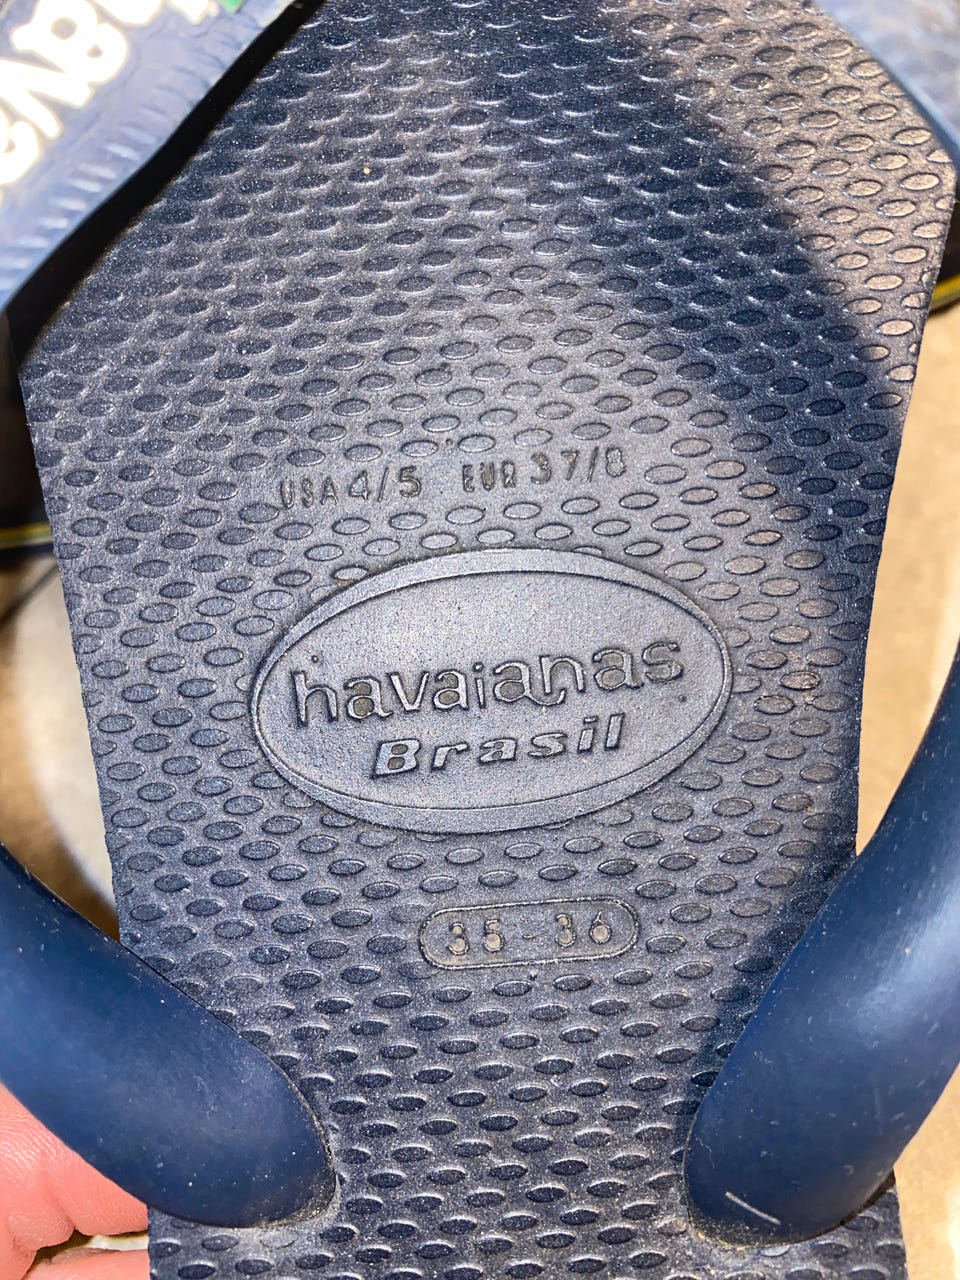 USA 4/5 EUR 37/8
havaianas
Brasil
35 - 36